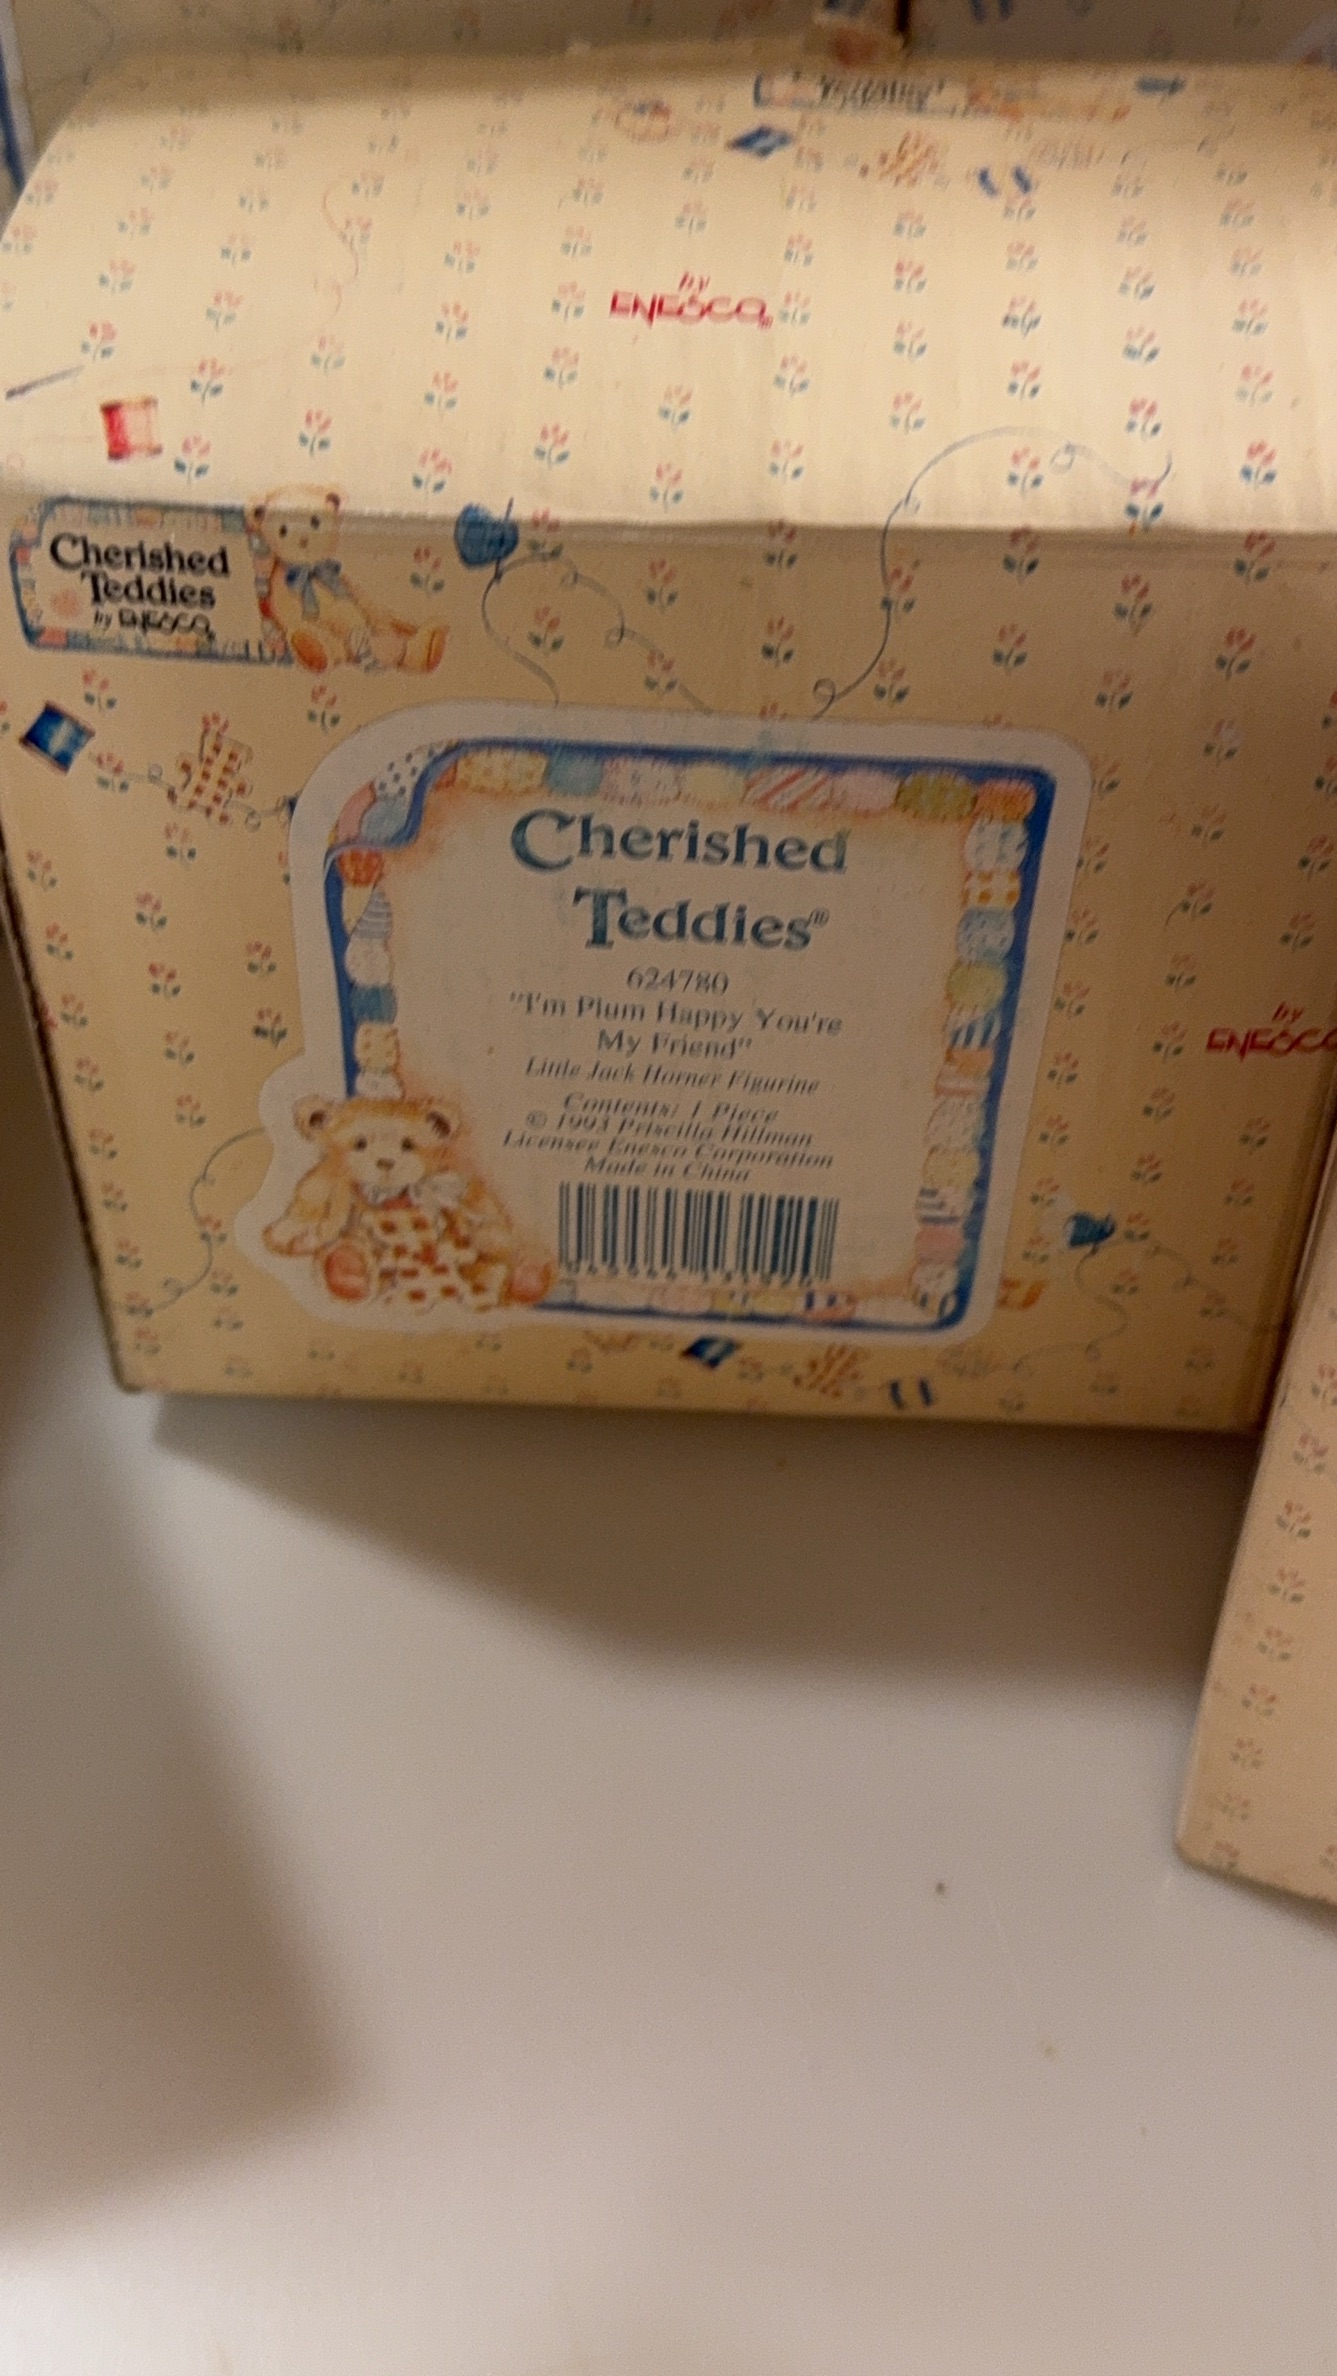 by
ENESCO®
Cherished
Teddies
by ENESCO®
Cherished
Teddies®
624780
"I'm Plum Happy You're
My Friend"
Little Jack Horner Figurine
Contents: 1 Piece
© 1993 Priscilla Hillman
Licensee Enesco Corporation
Made in China
by
ENESCO